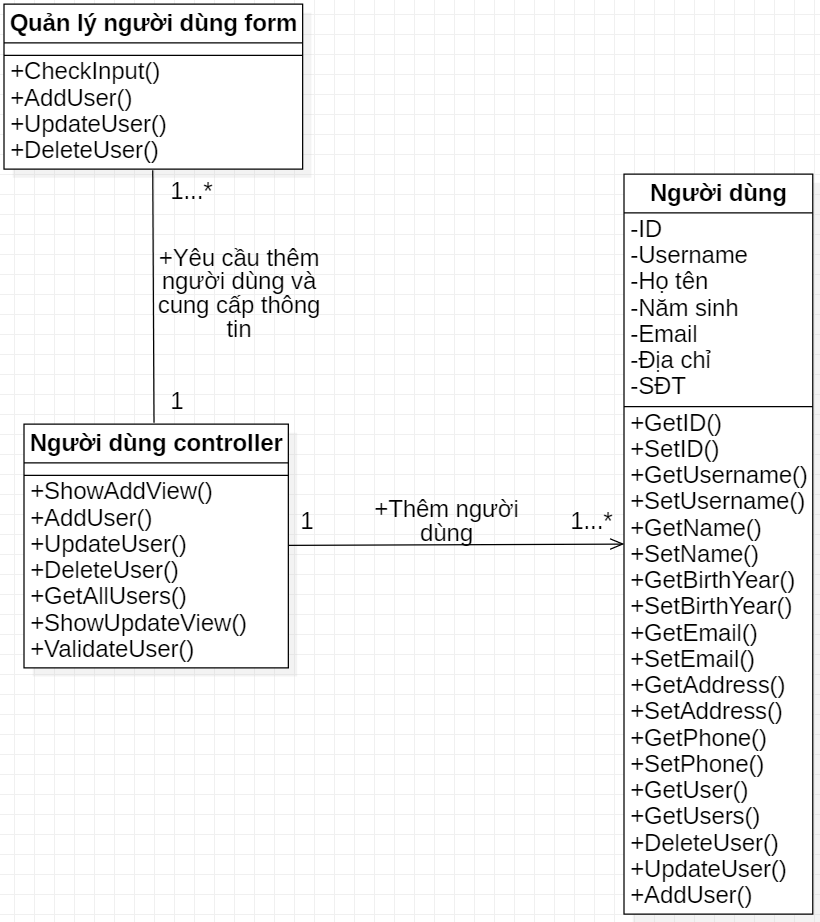 Quản lý người dùng form
+CheckInput()
+AddUser()
+UpdateUser()
+DeleteUser()
1...*
+Yêu cầu thêm
người dùng và
cung cấp thông
tin
1
Người dùng controller
+ShowAddView()
+AddUser()
+UpdateUser()
+DeleteUser()
+GetAllUsers()
+ShowUpdateView()
+ValidateUser()
1
+Thêm người
dùng
1...*
Người dùng
-ID
-Username
-Họ tên
-Năm sinh
-Email
-Địa chỉ
-SĐT
+GetID()
+SetID()
+GetUsername()
+SetUsername()
+GetName()
+SetName()
+GetBirthYear()
+SetBirthYear()
+GetEmail()
+SetEmail()
+GetAddress()
+SetAddress()
+GetPhone()
+SetPhone()
+GetUser()
+GetUsers()
+DeleteUser()
+UpdateUser()
+AddUser()